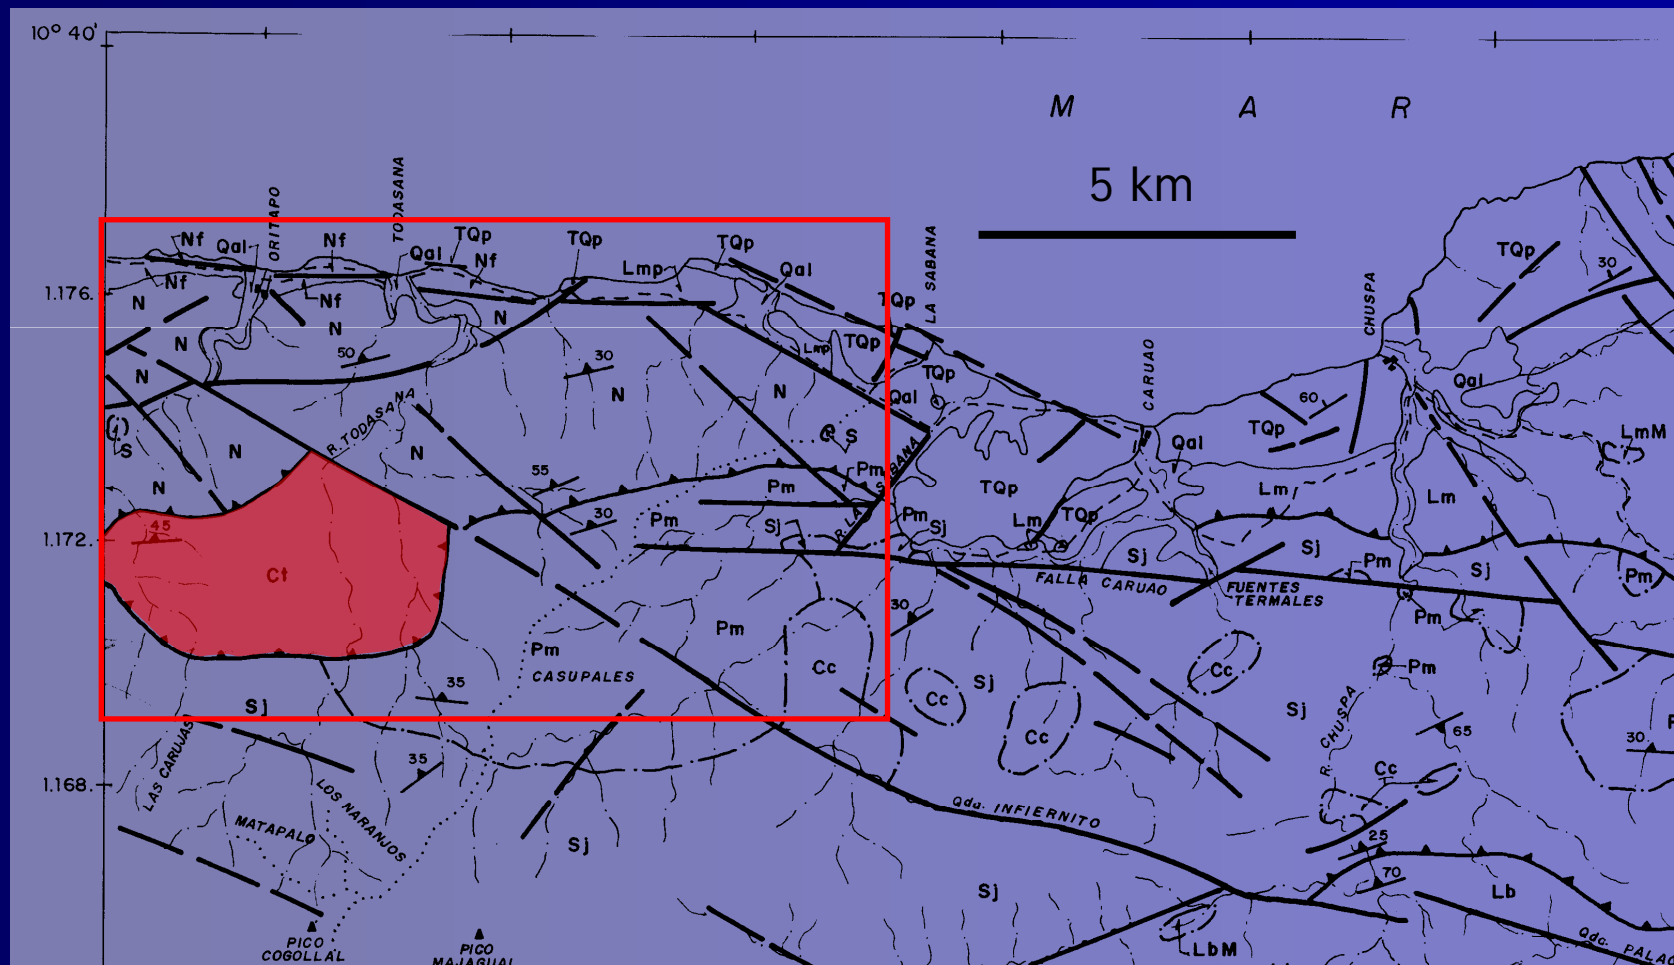 10° 40'
M A R
5 km
ORITAPO
TODASANA
LA SABANA
CHUSPA
CARUAO
Nf
Qal
Nf
Qal
TQp
Nf
TQp
Lmp
TQp
Qal
TQp
TQp
30
1.176.
Nf
N
Nf
N
N
N
50
30
Lmp
TQp
TQp
N
N
N
Qal
60
TQp
Qal
LmM
S
N
R. TODASANA
N
S
Qal
N
55
Pm
Pm
R. LA SABANA
TQp
Lm
Lm
1.172.
45
30
Pm
Sj
Pm
Sj
Lm
TQp
Sj
Sj
Pm
Sj
Pm
Ct
FALLA CARUAO
FUENTES
TERMALES
30
Pm
Pm
Pm
CASUPALES
Cc
Sj
Cc
Cc
Pm
35
Sj
Cc
Sj
R. CHUSPA
65
30
1.168.
LAS CARUJAS
35
LOS NARANJOS
Cc
MATAPALO
Sj
Qda. INFIERNITO
25
70
Sj
Lb
LbM
Qda.
PICO
COGOLLAL
PICO
MAJAGUAL